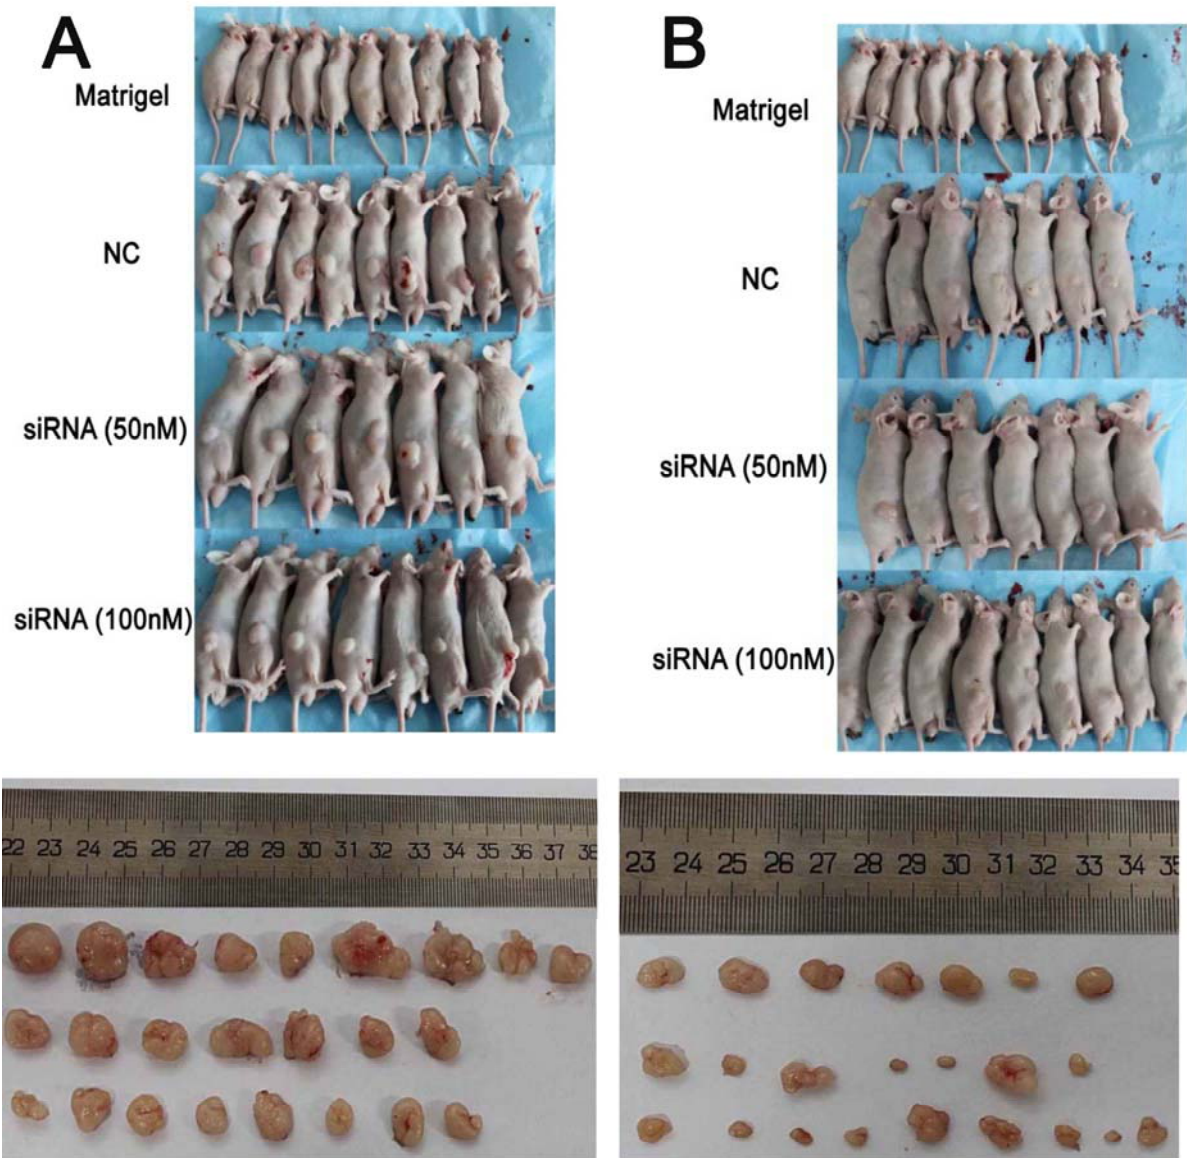 A
Matrigel
NC
siRNA (50nM)
siRNA (100nM)
B
Matrigel
NC
siRNA (50nM)
siRNA (100nM)
22 23 24 25 26 27 28 29 30 31 32 33 34 35 36 37 38
23 24 25 26 27 28 29 30 31 32 33 34 35